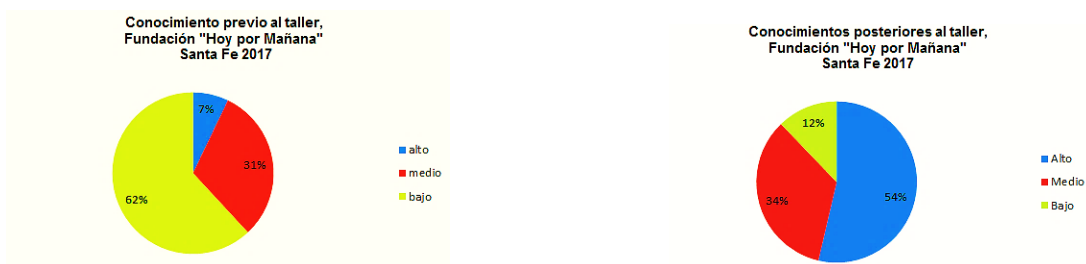 Conocimiento previo al taller,
Fundación "Hoy por Mañana"
Santa Fe 2017
7%
31%
62%
alto
medio
bajo
Conocimientos posteriores al taller,
Fundación "Hoy por Mañana"
Santa Fe 2017
12%
34%
54%
Alto
Medio
Bajo